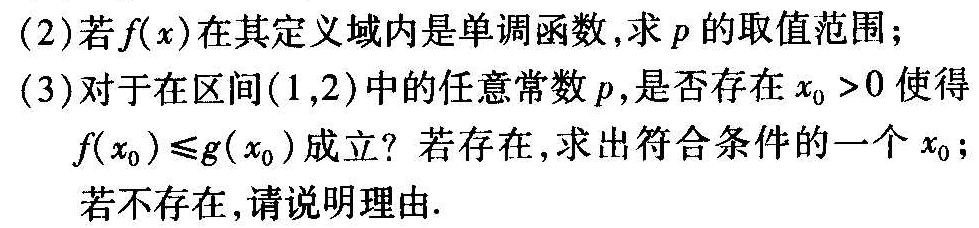 (2)若f(x)在其定义域内是单调函数,求p的取值范围;
(3)对于在区间(1,2)中的任意常数p,是否存在x₀>0使得
f(x₀)≤g(x₀)成立?若存在,求出符合条件的一个x₀;
若不存在,请说明理由.